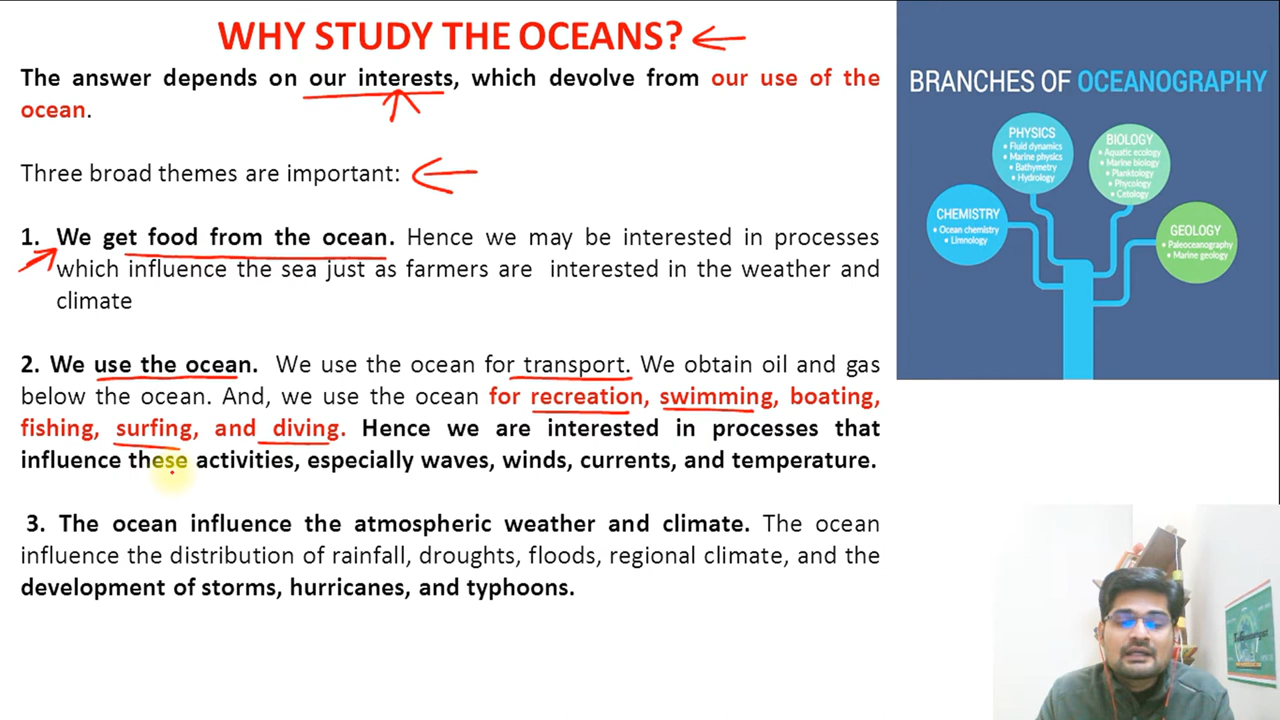 WHY STUDY THE OCEANS?
The answer depends on our interests, which devolve from our use of the
ocean.
Three broad themes are important:
1. We get food from the ocean. Hence we may be interested in processes
which influence the sea just as farmers are interested in the weather and
climate
2. We use the ocean. We use the ocean for transport. We obtain oil and gas
below the ocean. And, we use the ocean for recreation, swimming, boating,
fishing, surfing, and diving. Hence we are interested in processes that
influence these activities, especially waves, winds, currents, and temperature.
3. The ocean influence the atmospheric weather and climate. The ocean
influence the distribution of rainfall, droughts, floods, regional climate, and the
development of storms, hurricanes, and typhoons.
BRANCHES OF OCEANOGRAPHY
PHYSICS
• Fluid dynamics
• Marine physics
• Bathymetry
• Hydrology
BIOLOGY
• Aquatic ecology
• Marine biology
• Planktology
• Phycology
• Cetology
CHEMISTRY
• Ocean chemistry
• Limnology
GEOLOGY
• Paleoceanography
• Marine geology